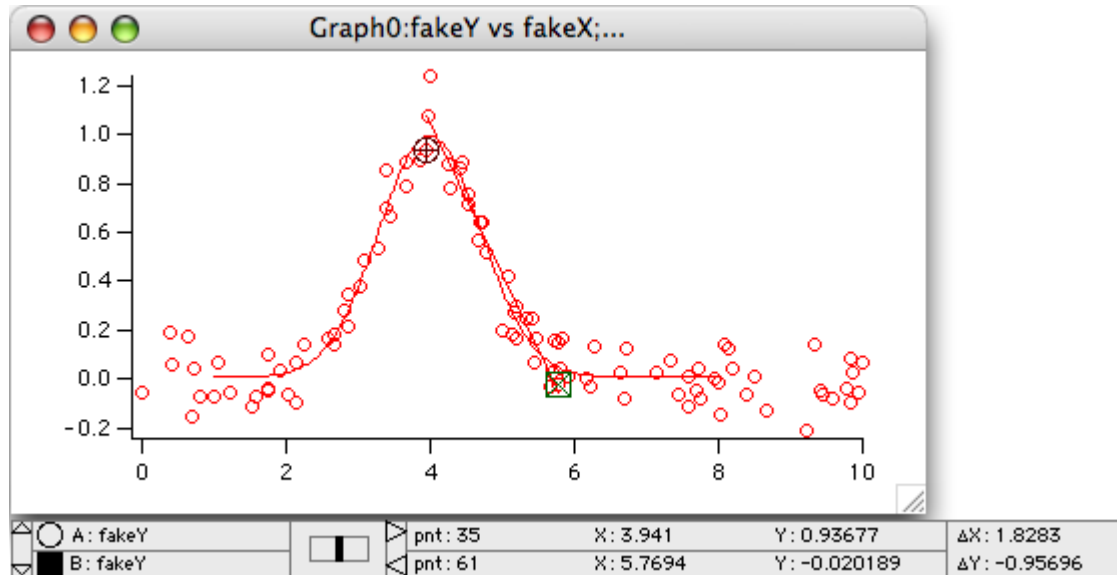 Graph0:fakeY vs fakeX;...
1.2
1.0
0.8
0.6
0.4
0.2
0.0
-0.2
0 2 4 6 8 10
A: fakeY pnt: 35 X: 3.941 Y: 0.93677 ΔX: 1.8283
B: fakeY pnt: 61 X: 5.7694 Y: -0.020189 ΔY: -0.95696